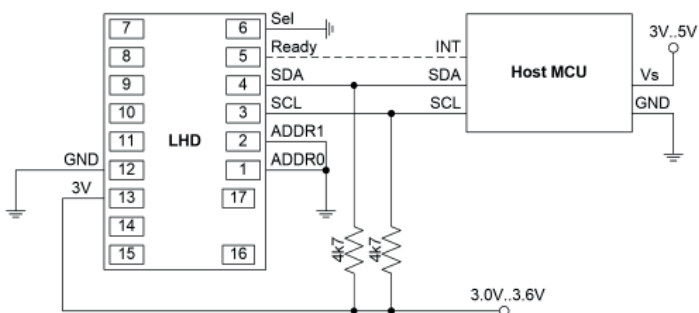 7 6 Sel
8 5 Ready INT
9 4 SDA SDA
10 3 SCL SCL
11 LHD 2 ADDR1
GND 12 1 ADDR0
3V 13 17
14
15 16
Host MCU
3V..5V
Vs
GND
4k7 4k7
3.0V..3.6V